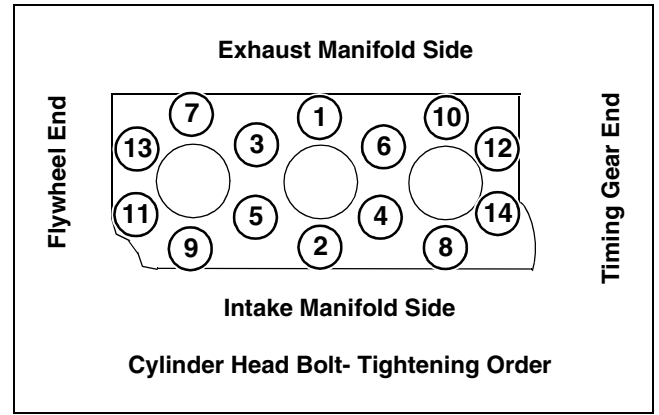 Exhaust Manifold Side
Flywheel End
Timing Gear End
7 1 10
13 3 6 12
11 5 4 14
9 2 8
Intake Manifold Side
Cylinder Head Bolt- Tightening Order